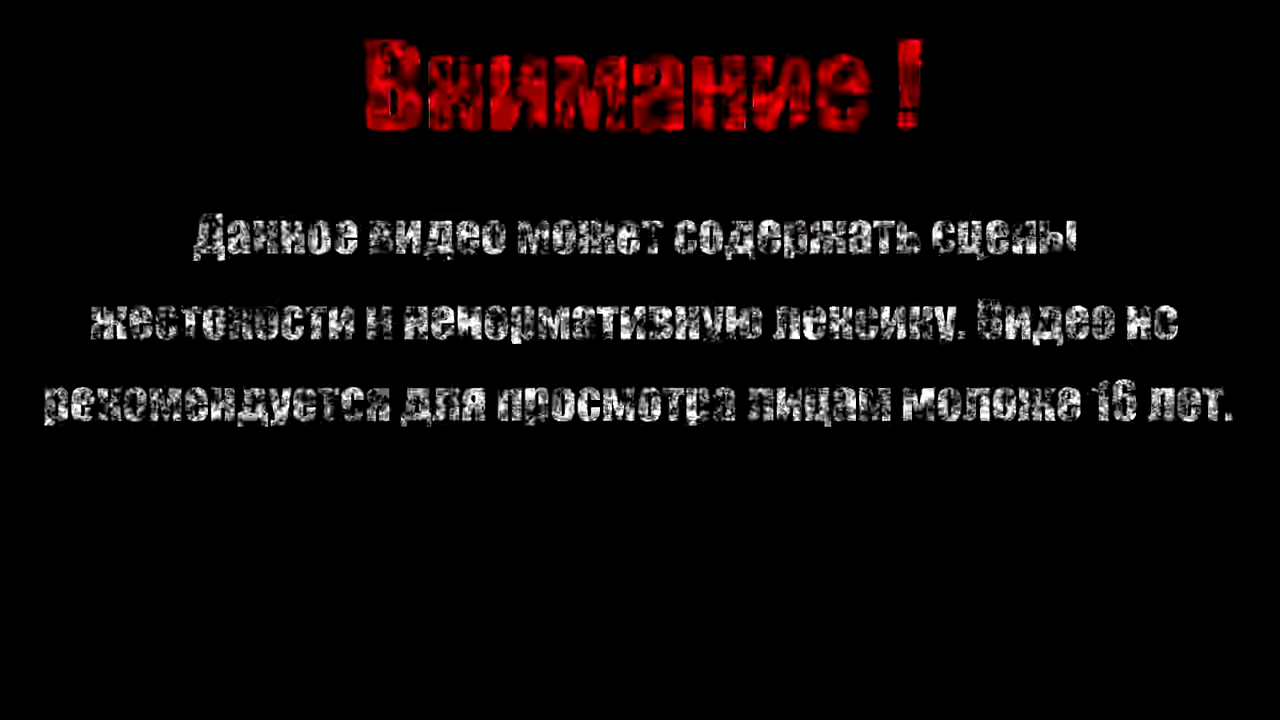 Внимание !
Данное видео может содержать сцены
жестокости и ненормативную лексику. Видео не
рекомендуется для просмотра лицам моложе 16 лет.